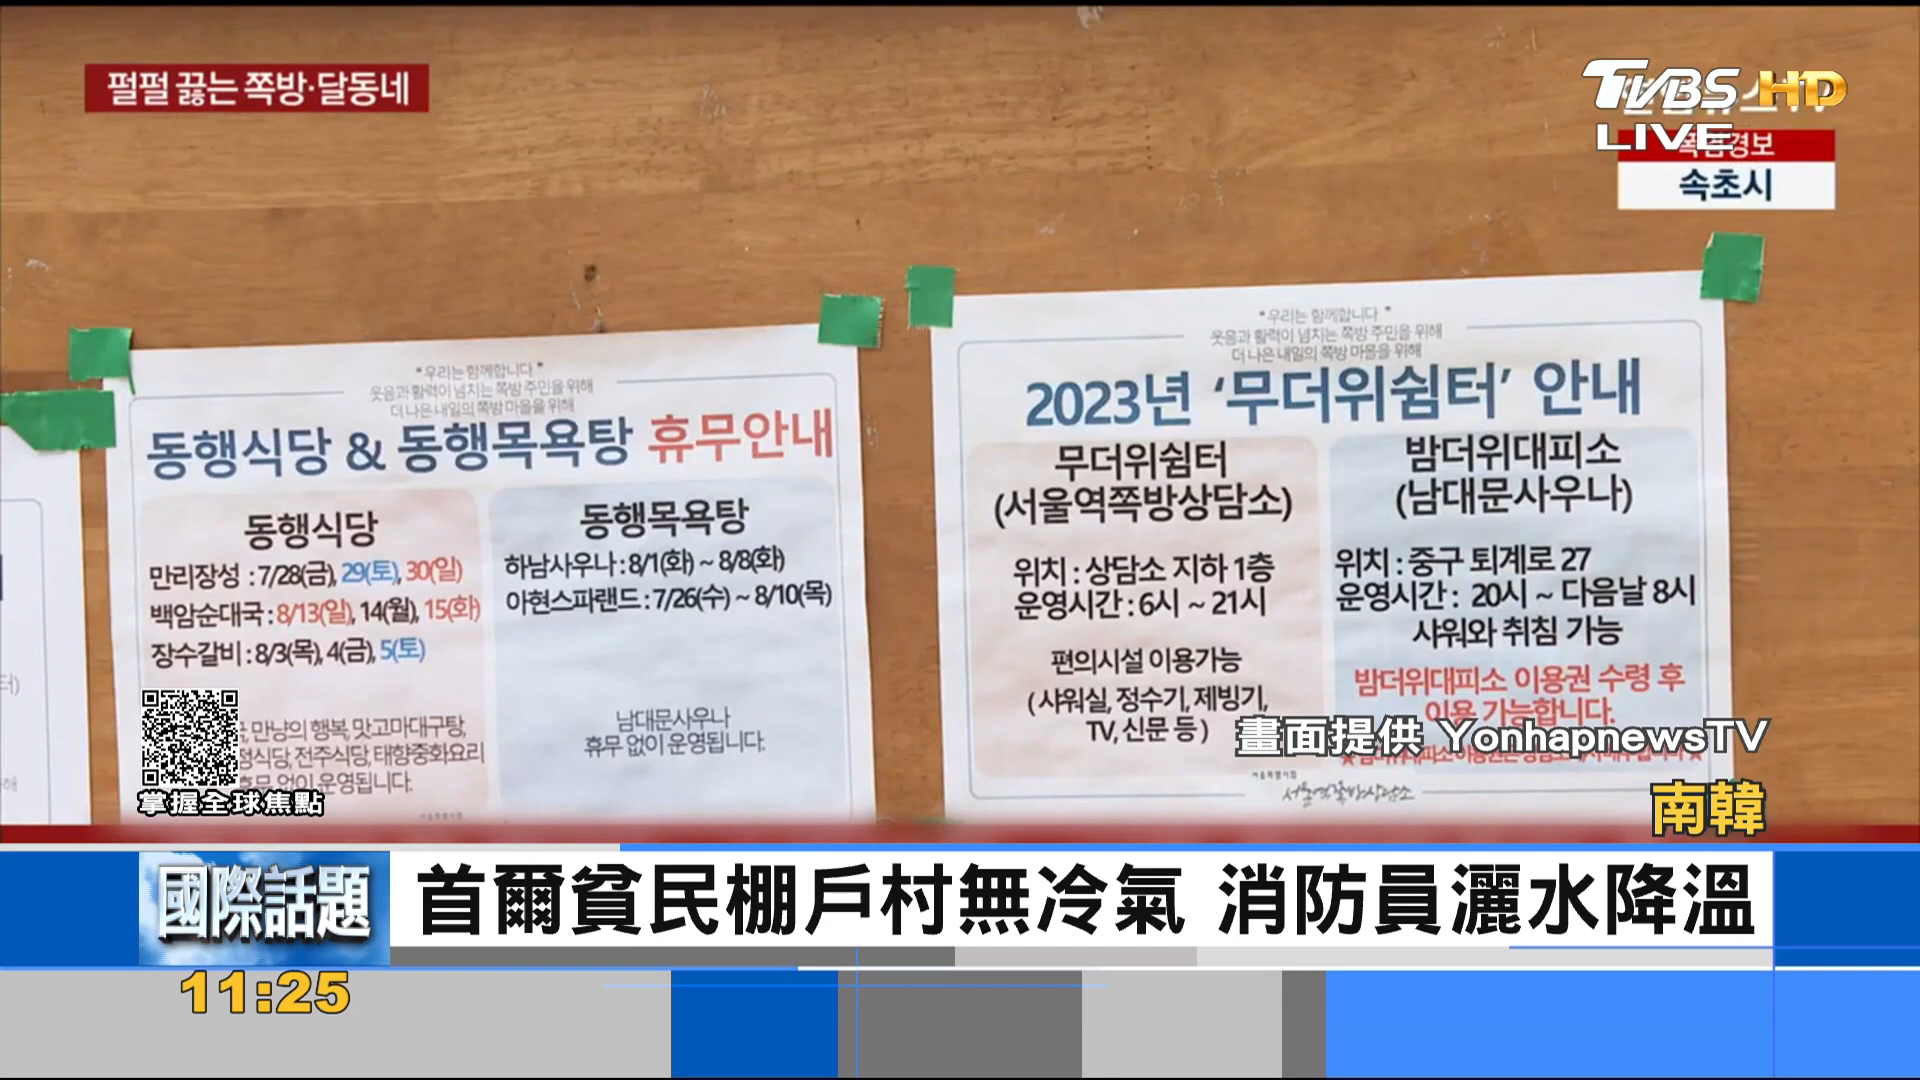 펄펄 끓는 쪽방·달동네
TVBS HD
LIVE
폭염경보
속초시
"우리는 함께합니다."
웃음과 활력이 넘치는 쪽방 주민을 위해
더 나은 내일의 쪽방 마을을 위해
동행식당 & 동행목욕탕 휴무안내
동행식당
만리장성 : 7/28(금), 29(토), 30(일)
백암순대국 : 8/13(일), 14(월), 15(화)
장수갈비 : 8/3(목), 4(금), 5(토)
만냥의 행복, 맛고마대구탕,
정식당, 전주식당, 태향중화요리
휴무 없이 운영됩니다.
동행목욕탕
하남사우나 : 8/1(화) ~ 8/8(화)
아현스파랜드 : 7/26(수) ~ 8/10(목)
남대문사우나
휴무 없이 운영됩니다.
"우리는 함께합니다."
웃음과 활력이 넘치는 쪽방 주민을 위해
더 나은 내일의 쪽방 마을을 위해
2023년 '무더위쉼터' 안내
무더위쉼터
(서울역쪽방상담소)
위치 : 상담소 지하 1층
운영시간 : 6시 ~ 21시
편의시설 이용가능
( 샤워실, 정수기, 제빙기,
TV, 신문 등 )
밤더위대피소
(남대문사우나)
위치 : 중구 퇴계로 27
운영시간 : 20시 ~ 다음날 8시
샤워와 취침 가능
밤더위대피소 이용권 수령 후
이용 가능합니다.
서울특별시립
서울역쪽방상담소
畫面提供 YonhapnewsTV
南韓
掌握全球焦點
國際話題
首爾貧民棚戶村無冷氣 消防員灑水降溫
11:25